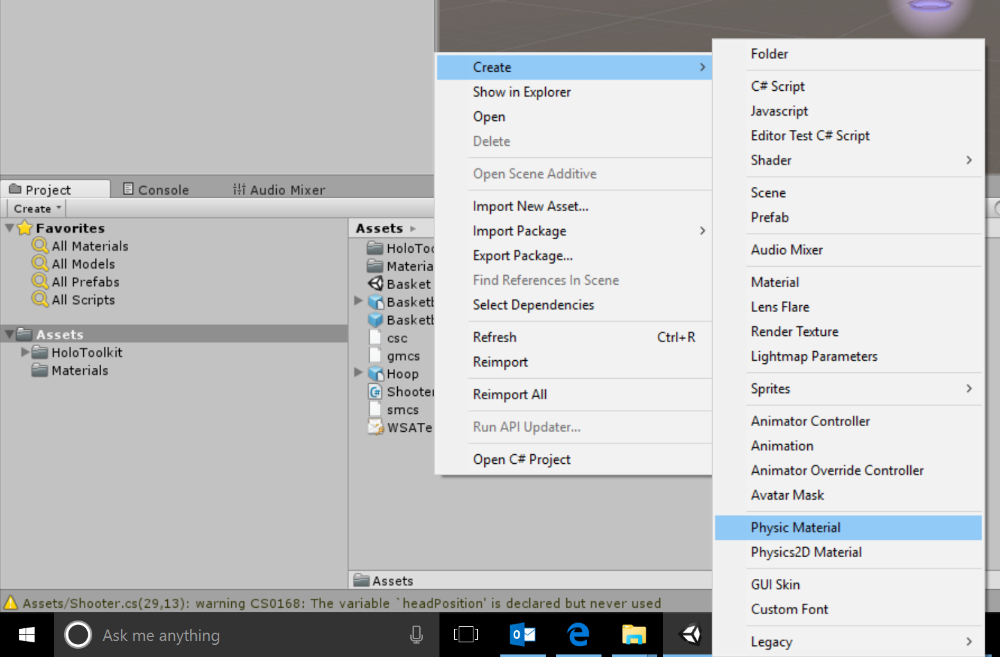 Project
Console
Audio Mixer
Create
Favorites
All Materials
All Models
All Prefabs
All Scripts
Assets
HoloToolkit
Materials
Assets
HoloToo
Materia
Basket
Basketb
Basketb
csc
gmcs
Hoop
Shooter
smcs
WSATe
Assets
Create
Show in Explorer
Open
Delete
Open Scene Additive
Import New Asset...
Import Package
Export Package...
Find References In Scene
Select Dependencies
Refresh Ctrl+R
Reimport
Reimport All
Run API Updater...
Open C# Project
Folder
C# Script
Javascript
Editor Test C# Script
Shader
Scene
Prefab
Audio Mixer
Material
Lens Flare
Render Texture
Lightmap Parameters
Sprites
Animator Controller
Animation
Animator Override Controller
Avatar Mask
Physic Material
Physics2D Material
GUI Skin
Custom Font
Legacy
Assets/Shooter.cs(29,13): warning CS0168: The variable `headPosition' is declared but never used
Ask me anything